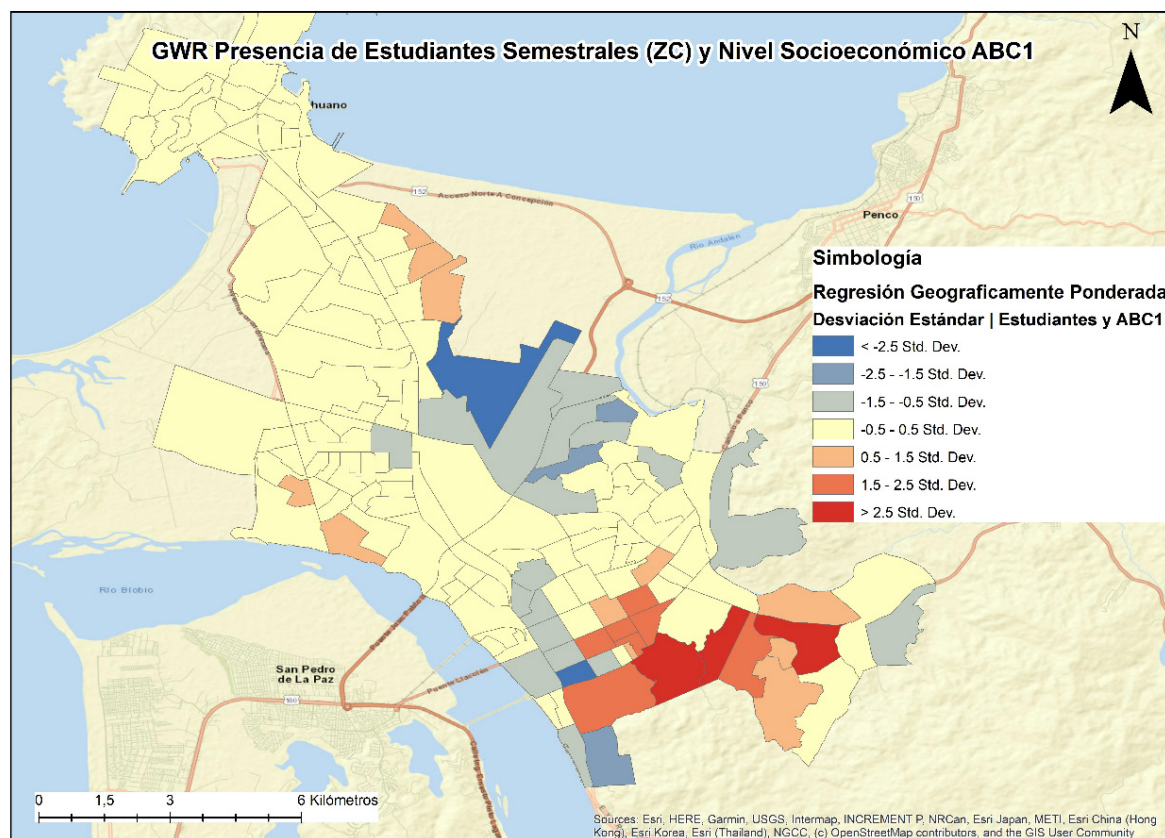 GWR Presencia de Estudiantes Semestrales (ZC) y Nivel Socioeconómico ABC1
N
huano
152
Acceso Norte A Concepción
150
Penco
Río Andalién
152
150
Simbología
Regresión Geograficamente Ponderada
Desviación Estándar | Estudiantes y ABC1
< -2.5 Std. Dev.
-2.5 - -1.5 Std. Dev.
-1.5 - -0.5 Std. Dev.
-0.5 - 0.5 Std. Dev.
0.5 - 1.5 Std. Dev.
1.5 - 2.5 Std. Dev.
> 2.5 Std. Dev.
Río Biobío
San Pedro
de La Paz
160
Puente Llacolén
0 1,5 3 6 Kilómetros
Sources: Esri, HERE, Garmin, USGS, Intermap, INCREMENT P, NRCan, Esri Japan, METI, Esri China (Hong
Kong), Esri Korea, Esri (Thailand), NGCC, (c) OpenStreetMap contributors, and the GIS User Community